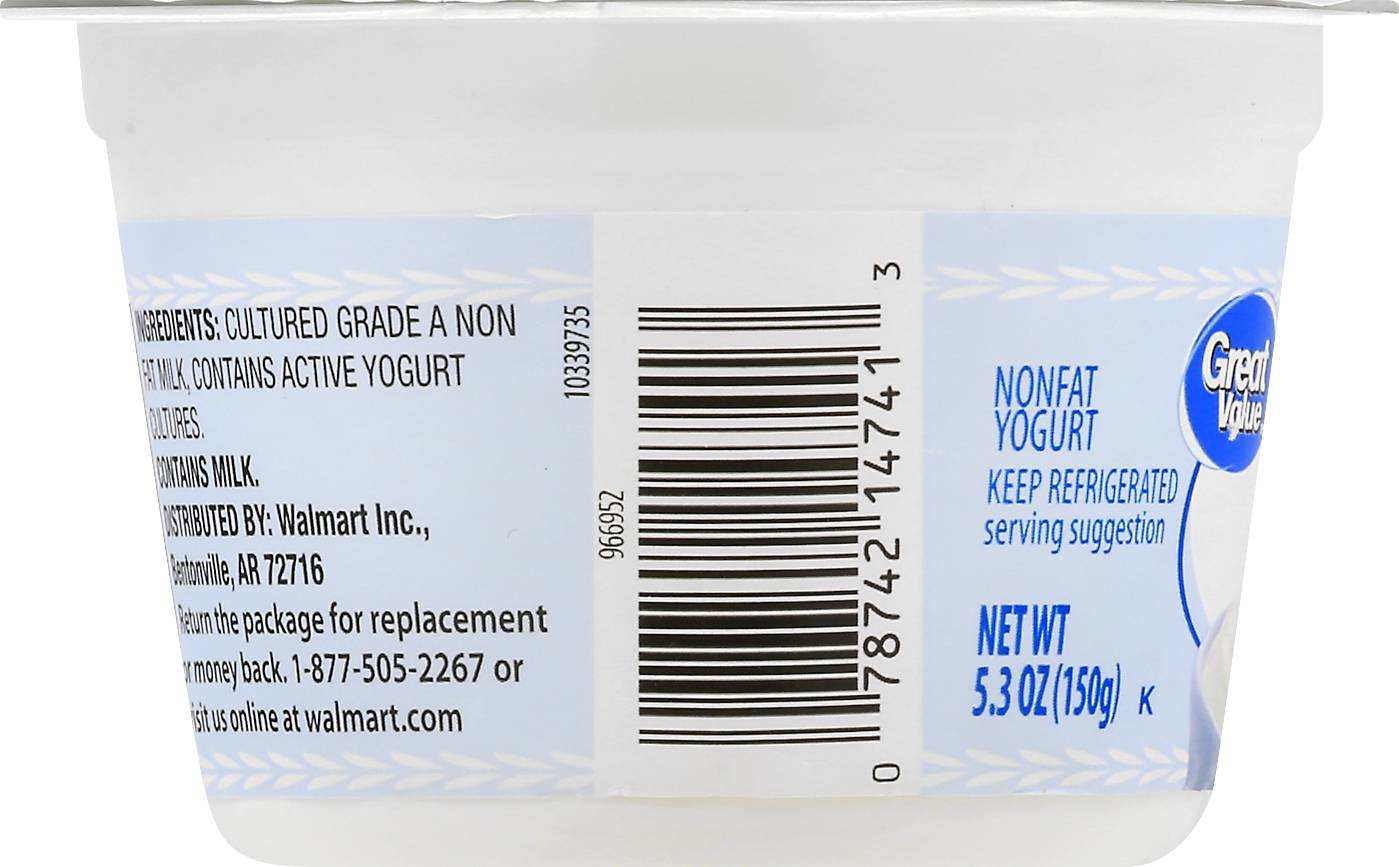 INGREDIENTS: CULTURED GRADE A NON
FAT MILK, CONTAINS ACTIVE YOGURT
CULTURES.
CONTAINS MILK.
DISTRIBUTED BY: Walmart Inc.,
Bentonville, AR 72716
Return the package for replacement
or money back. 1-877-505-2267 or
visit us online at walmart.com
10339735
966952
0 78742 14741 3
Great
Value
NONFAT
YOGURT
KEEP REFRIGERATED
serving suggestion
NET WT
5.3 OZ (150g) K